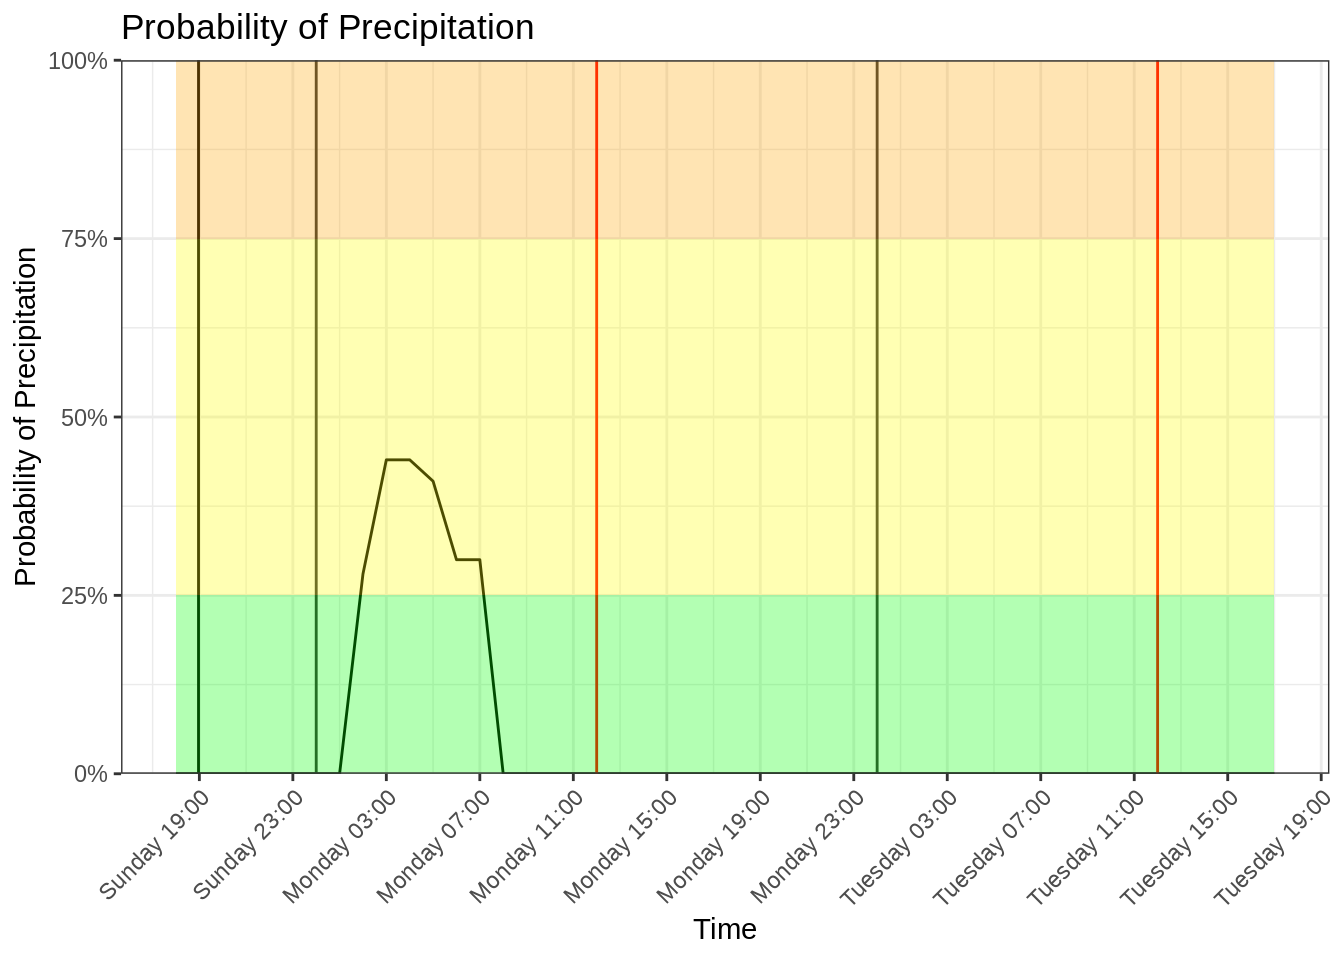 Probability of Precipitation
Probability of Precipitation
100%
75%
50%
25%
0%
Sunday 19:00
Sunday 23:00
Monday 03:00
Monday 07:00
Monday 11:00
Monday 15:00
Monday 19:00
Monday 23:00
Tuesday 03:00
Tuesday 07:00
Tuesday 11:00
Tuesday 15:00
Tuesday 19:00
Time